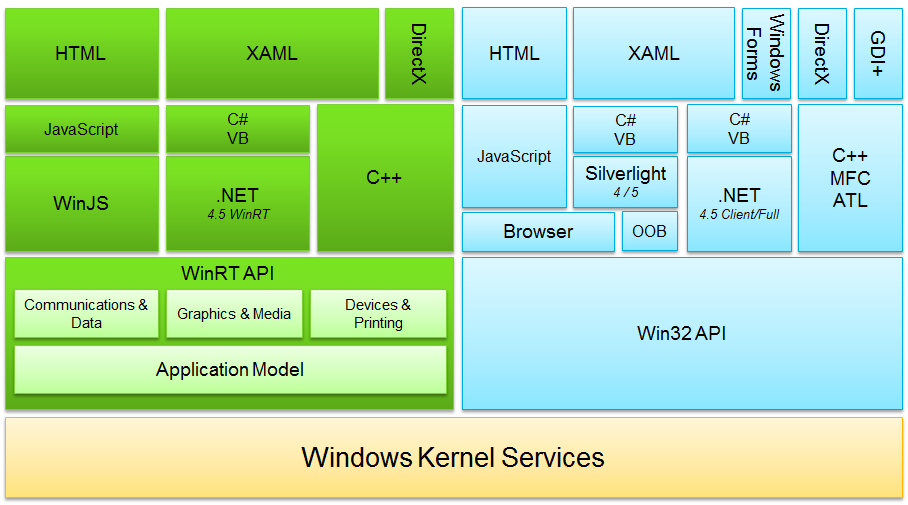 HTML
XAML
DirectX
HTML
XAML
Windows
Forms
DirectX
GDI+
JavaScript
C#
VB
C++
JavaScript
C#
VB
C#
VB
C++
MFC
ATL
WinJS
.NET
4.5 WinRT
Silverlight
4 / 5
.NET
4.5 Client/Full
Browser
OOB
WinRT API
Communications &
Data
Graphics & Media
Devices &
Printing
Application Model
Win32 API
Windows Kernel Services